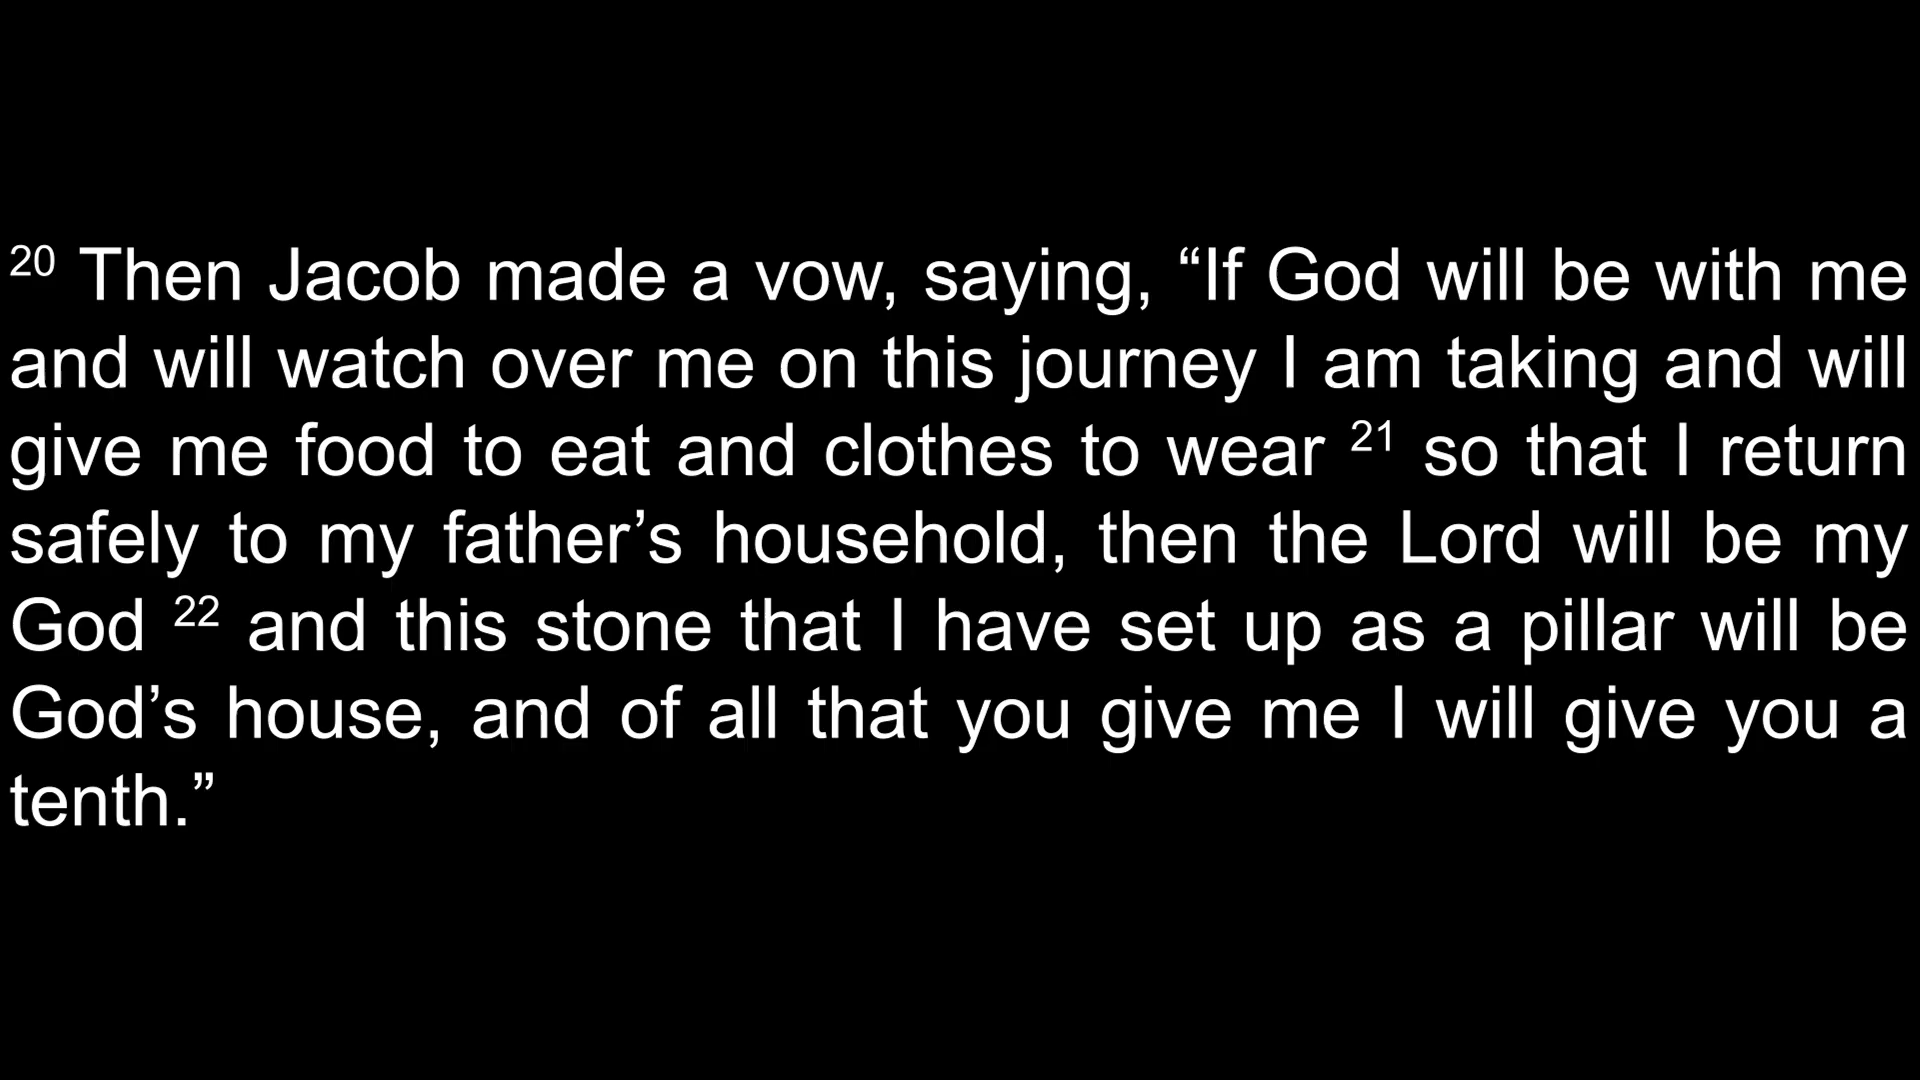 20 Then Jacob made a vow, saying, “If God will be with me
and will watch over me on this journey I am taking and will
give me food to eat and clothes to wear 21 so that I return
safely to my father’s household, then the Lord will be my
God 22 and this stone that I have set up as a pillar will be
God’s house, and of all that you give me I will give you a
tenth.”